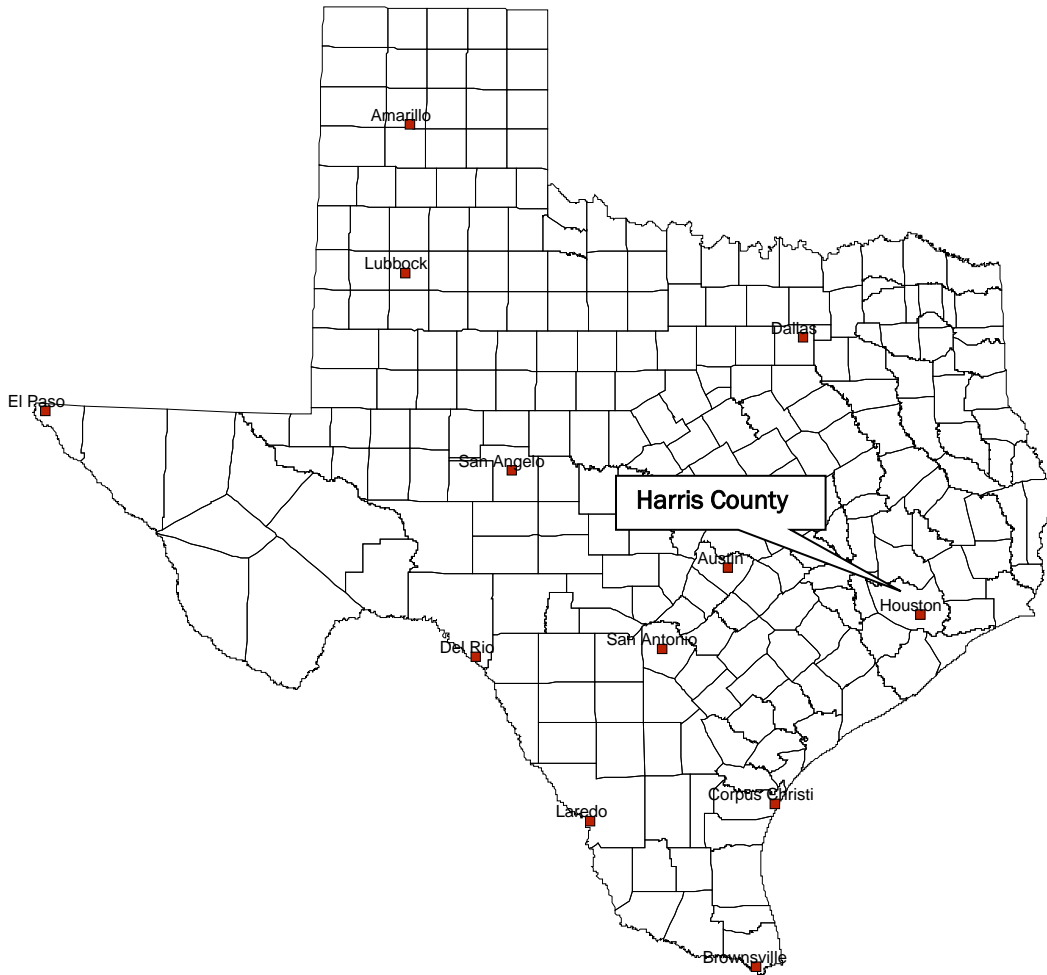 Amarillo
Lubbock
Dallas
El Paso
San Angelo
Harris County
Austin
Houston
San Antonio
Del Rio
Corpus Christi
Laredo
Brownsville